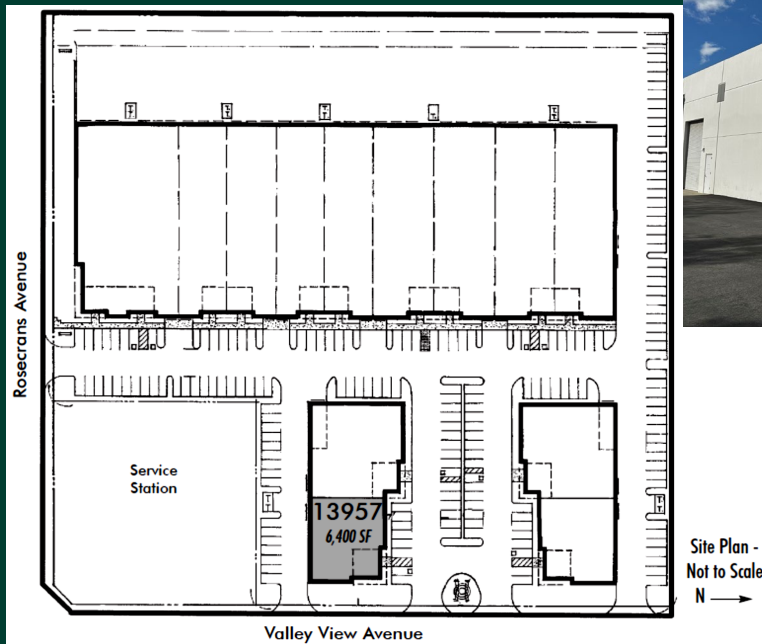 Rosecrans Avenue
Service
Station
13957
6,400 SF
Site Plan -
Not to Scale
N
Valley View Avenue